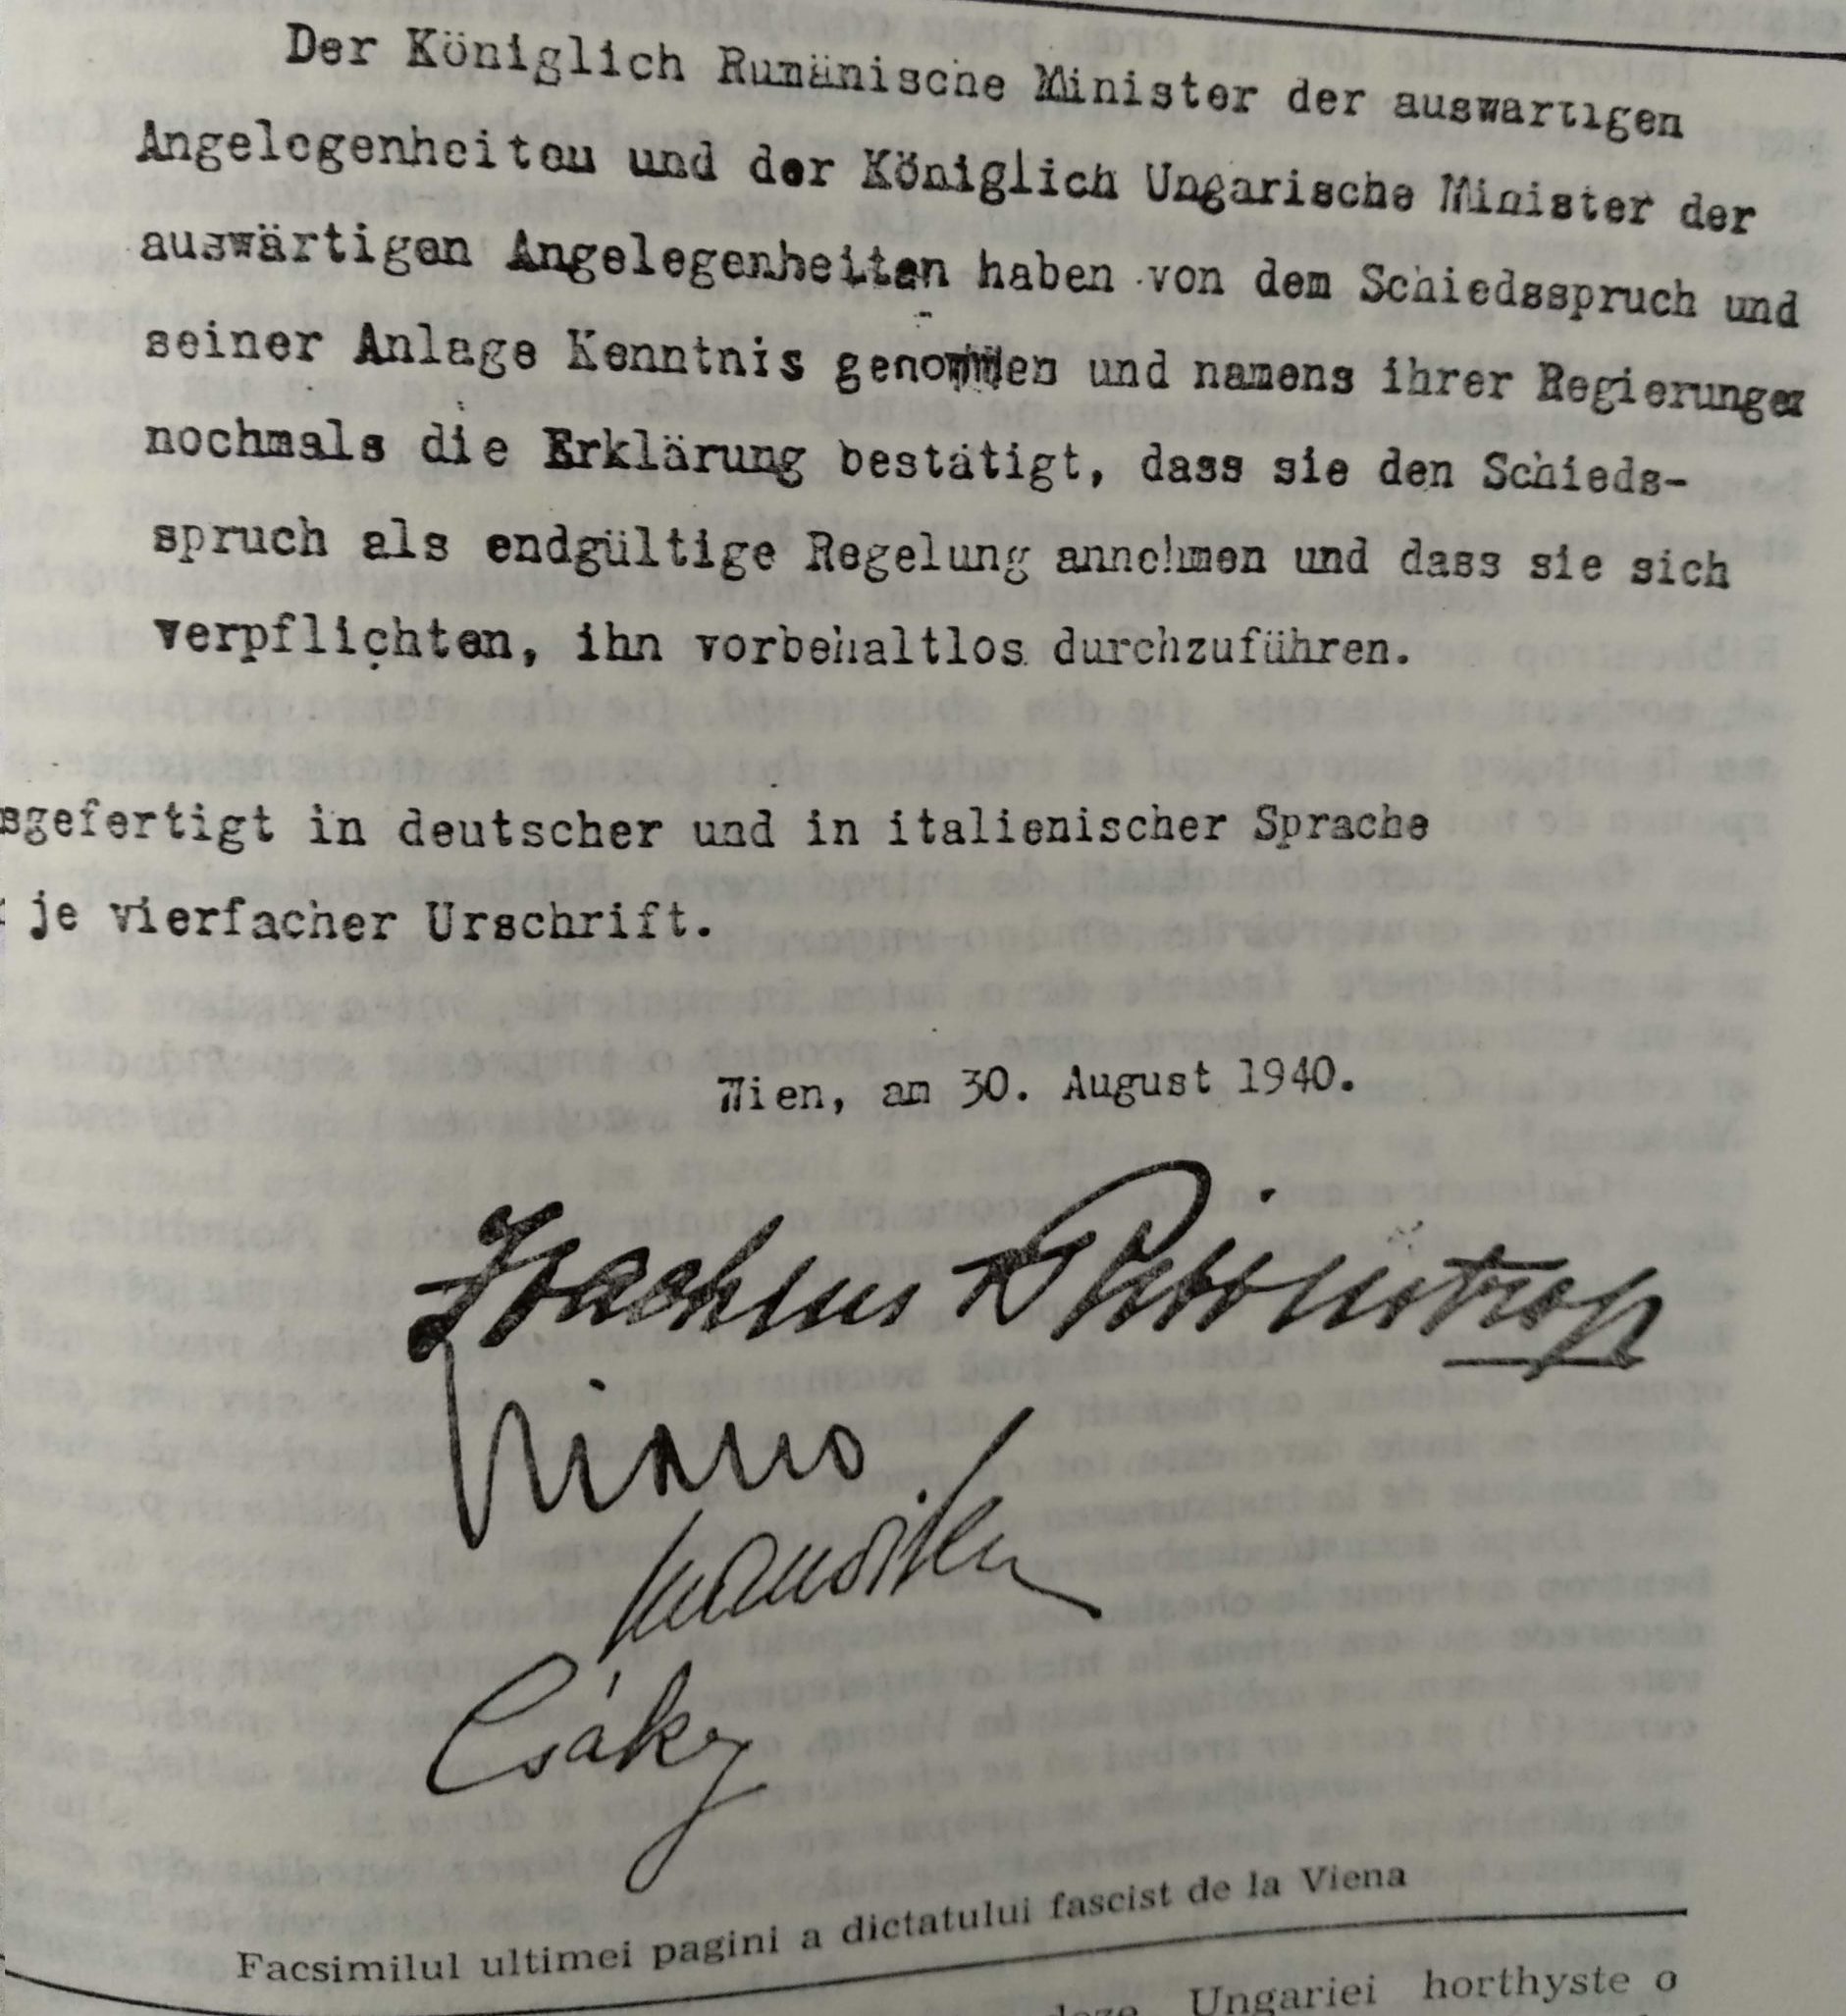 Der Königlich Rumänische Minister der auswärtigen
Angelegenheiten und der Königlich Ungarische Minister der
auswärtigen Angelegenheiten haben von dem Schiedsspruch und
seiner Anlage Kenntnis genommen und namens ihrer Regierungen
nochmals die Erklärung bestätigt, dass sie den Schieds-
spruch als endgültige Regelung annehmen und dass sie sich
verpflichten, ihn vorbehaltlos durchzuführen.
sgefertigt in deutscher und in italienischer Sprache
je vierfacher Urschrift.
Wien, am 30. August 1940.
Joachim v Ribbentrop
Ciano
Manoilescu
Csáky
Facsimilul ultimei pagini a dictatului fascist de la Viena
Ungariei horthyste o